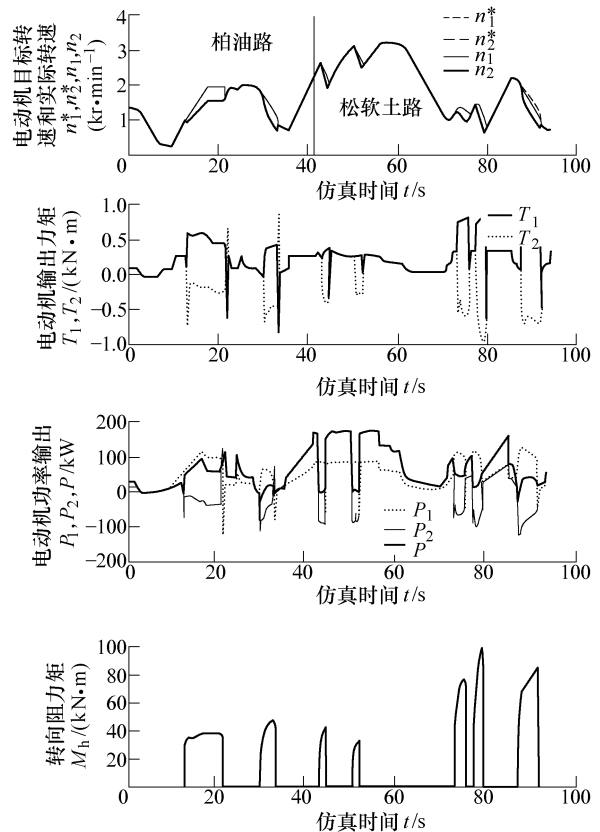 电动机目标转
速和实际转速
n₁*,n₂*,n₁,n₂
(kr·min⁻¹)
4
3
2
1
0
柏油路
松软土路
n₁*
n₂*
n₁
n₂
20
40
60
80
100
仿真时间 t/s
电动机输出力矩
T₁,T₂/(kN·m)
1.0
0.5
0.0
−0.5
−1.0
T₁
T₂
0
20
40
60
80
100
仿真时间 t/s
电动机功率输出
P₁,P₂,P/kW
200
100
0
−100
−200
P₁
P₂
P
20
40
60
80
100
仿真时间 t/s
转向阻力矩
Mₕ/(kN·m)
100
80
60
40
20
0
20
40
60
80
100
仿真时间 t/s